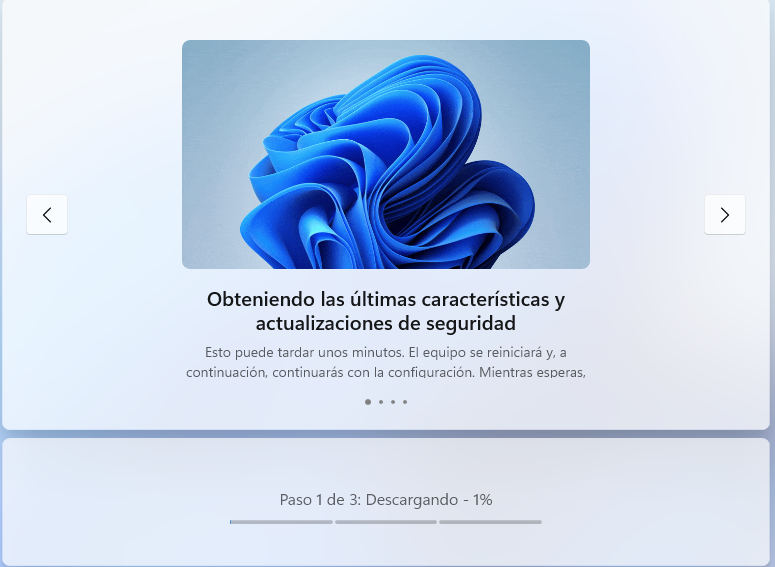 Obteniendo las últimas características y
actualizaciones de seguridad
Esto puede tardar unos minutos. El equipo se reiniciará y, a
continuación, continuarás con la configuración. Mientras esperas,
Paso 1 de 3: Descargando - 1%